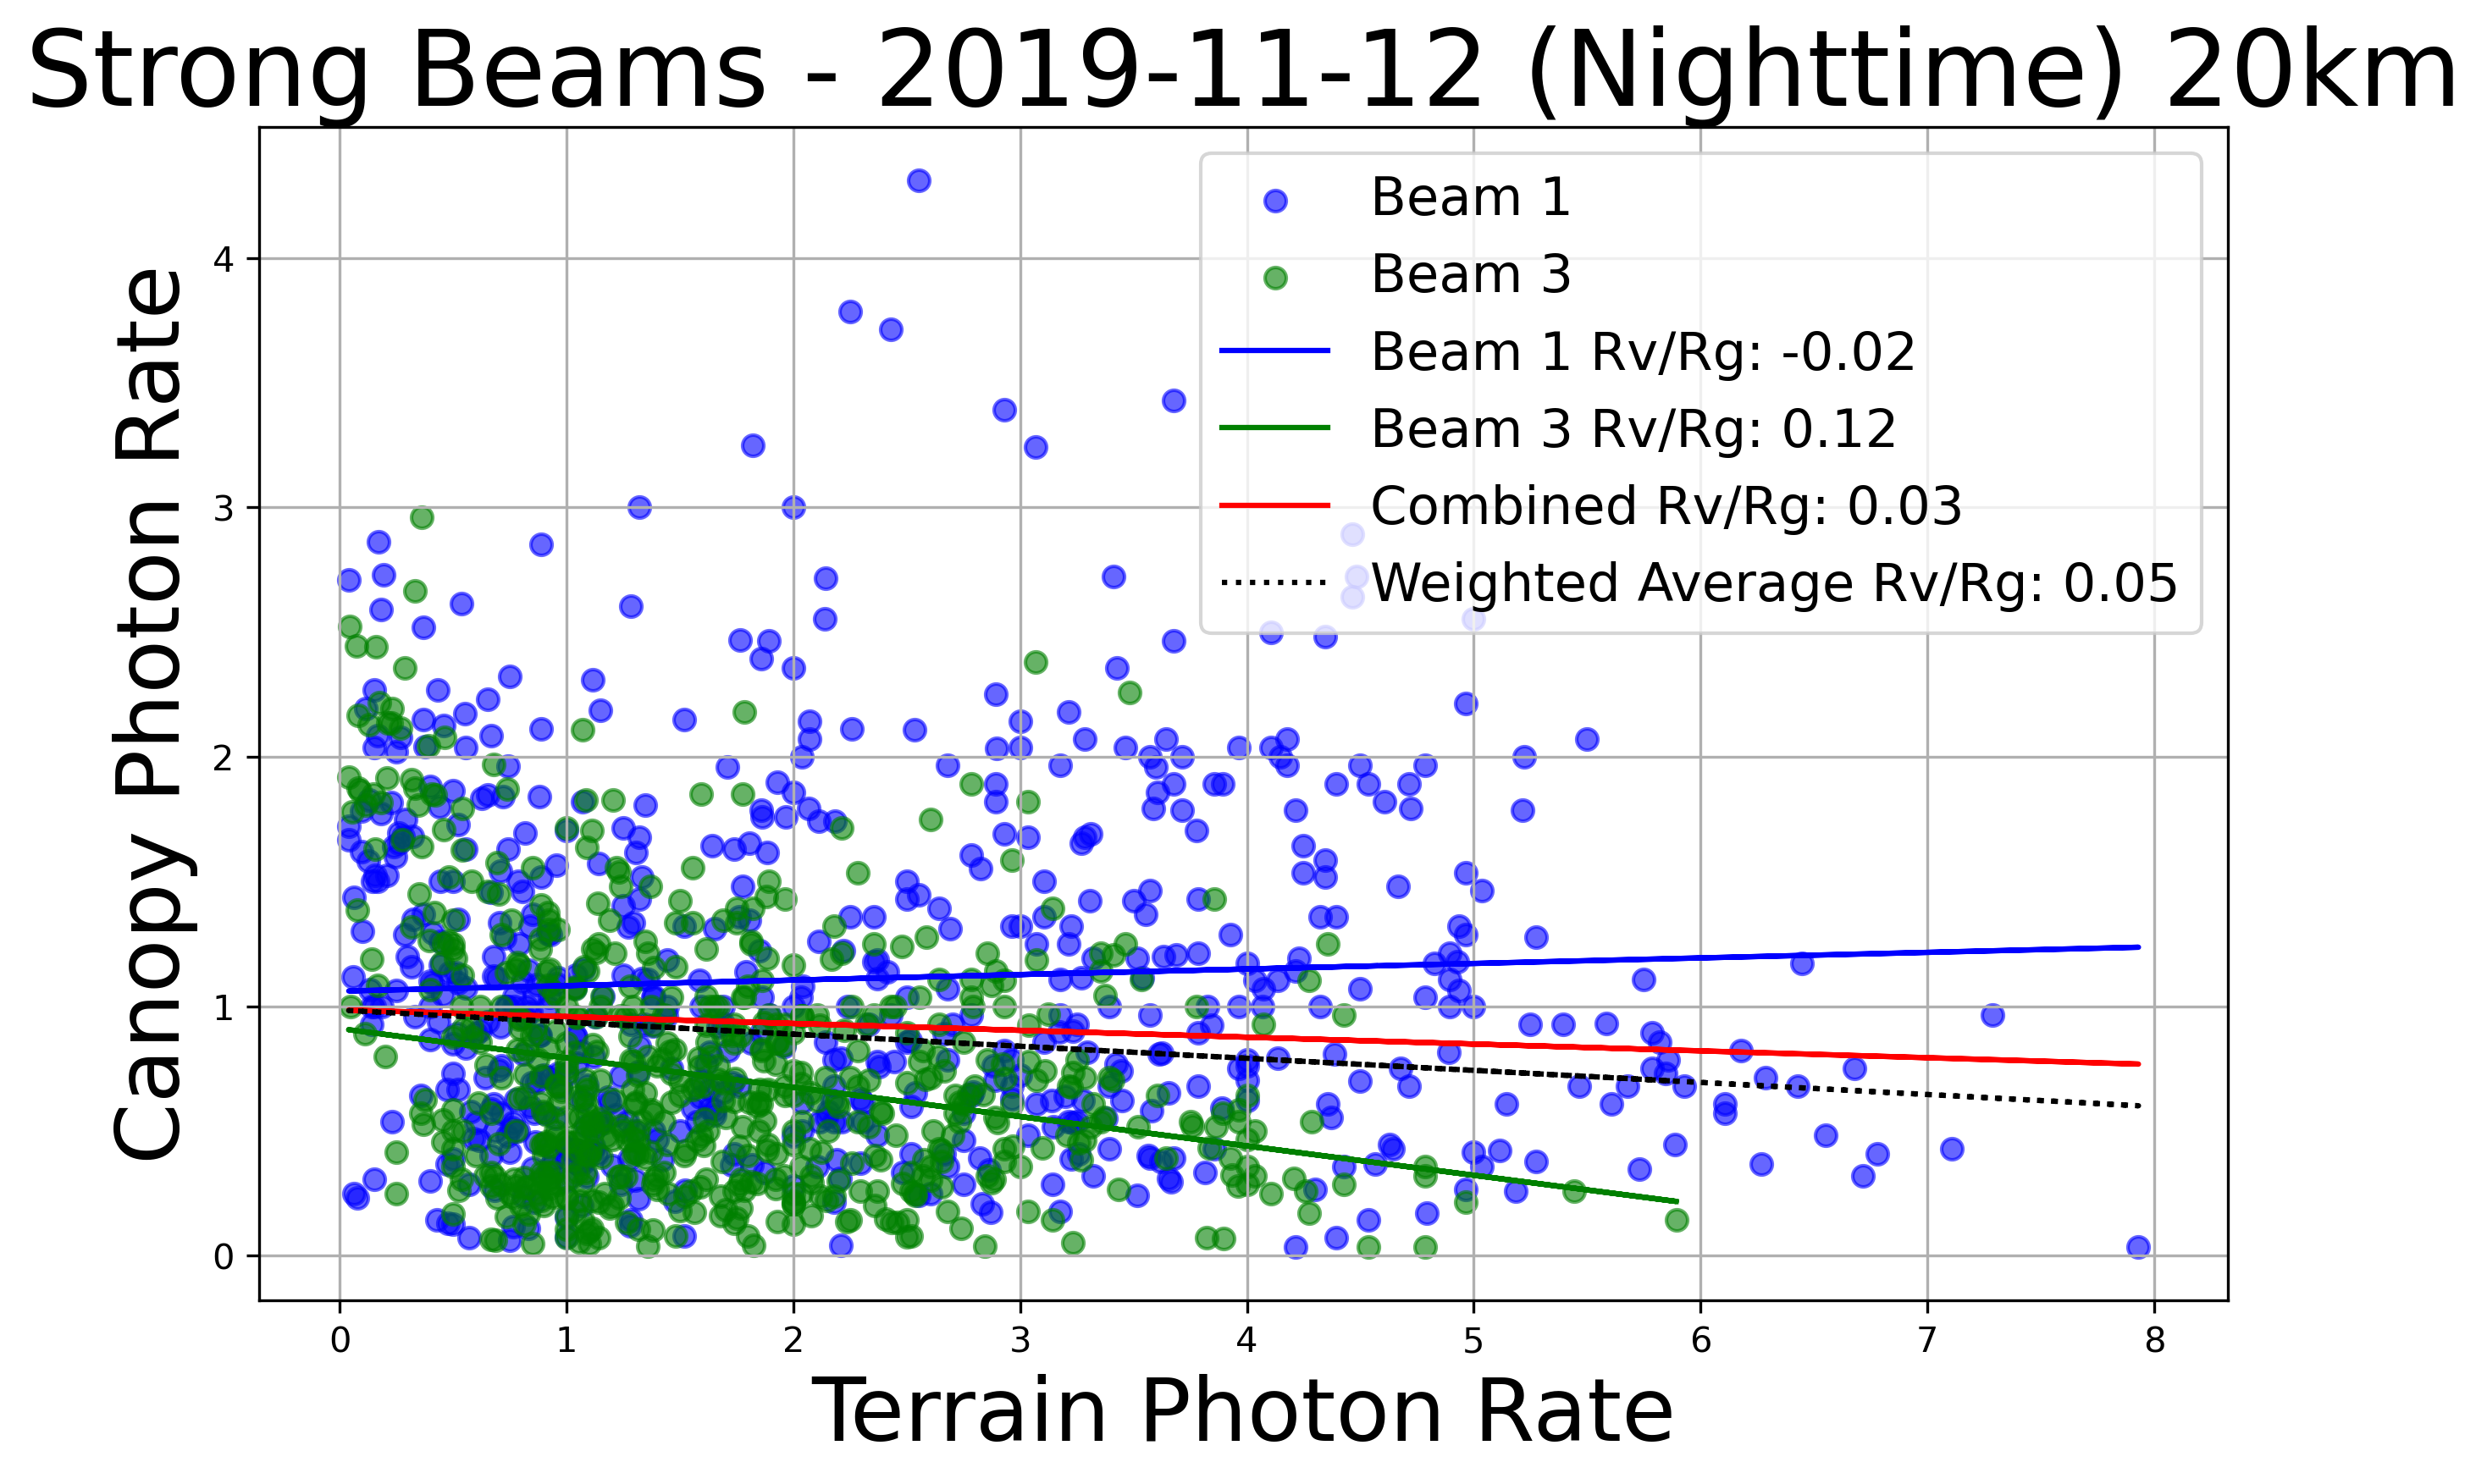 Strong Beams - 2019-11-12 (Nighttime) 20km
Canopy Photon Rate
4
3
2
1
0
Beam 1
Beam 3
Beam 1 Rv/Rg: -0.02
Beam 3 Rv/Rg: 0.12
Combined Rv/Rg: 0.03
Weighted Average Rv/Rg: 0.05
0 1 2 3 4 5 6 7 8
Terrain Photon Rate